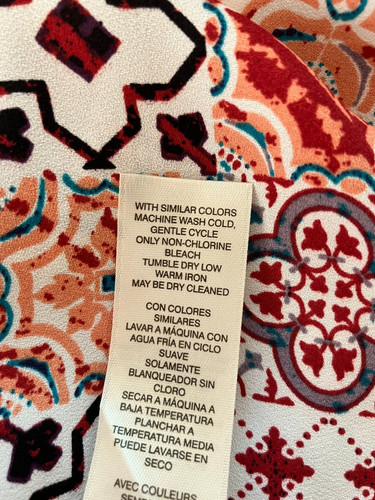 WITH SIMILAR COLORS
MACHINE WASH COLD,
GENTLE CYCLE
ONLY NON-CHLORINE
BLEACH
TUMBLE DRY LOW
WARM IRON
MAY BE DRY CLEANED
CON COLORES
SIMILARES
LAVAR A MÁQUINA CON
AGUA FRÍA EN CICLO
SUAVE
SOLAMENTE
BLANQUEADOR SIN
CLORO
SECAR A MÁQUINA A
BAJA TEMPERATURA
PLANCHAR A
TEMPERATURA MEDIA
PUEDE LAVARSE EN
SECO
AVEC COULEURS